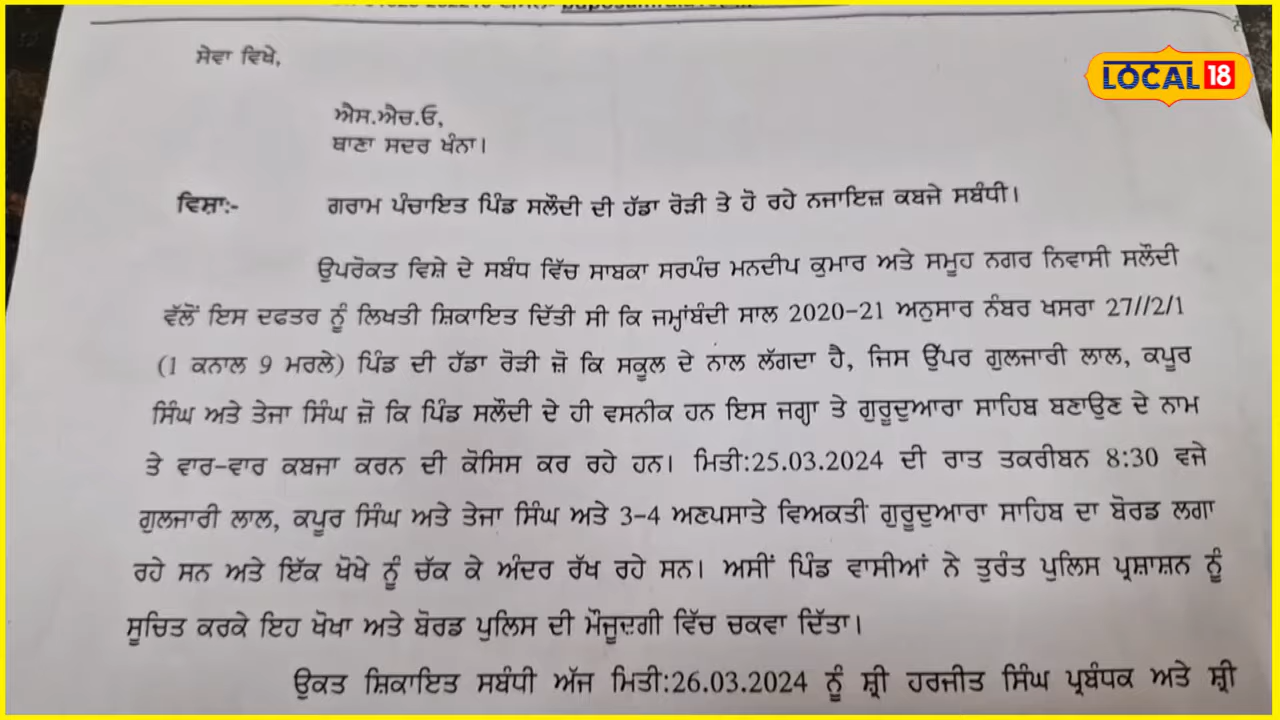 LOCAL 18
ਸੇਵਾ ਵਿਖੇ,
ਐਸ.ਐਚ.ਓ,
ਥਾਣਾ ਸਦਰ ਖੰਨਾ।
ਵਿਸ਼ਾ:- ਗਰਾਮ ਪੰਚਾਇਤ ਪਿੰਡ ਸਲੌਦੀ ਦੀ ਹੱਡਾ ਰੋੜੀ ਤੇ ਹੋ ਰਹੇ ਨਜਾਇਜ਼ ਕਬਜੇ ਸਬੰਧੀ।
ਉਪਰੋਕਤ ਵਿਸ਼ੇ ਦੇ ਸਬੰਧ ਵਿੱਚ ਸਾਬਕਾ ਸਰਪੰਚ ਮਨਦੀਪ ਕੁਮਾਰ ਅਤੇ ਸਮੂਹ ਨਗਰ ਨਿਵਾਸੀ ਸਲੌਦੀ
ਵੱਲੋਂ ਇਸ ਦਫਤਰ ਨੂੰ ਲਿਖਤੀ ਸ਼ਿਕਾਇਤ ਦਿੱਤੀ ਸੀ ਕਿ ਜਮ੍ਹਾਂਬੰਦੀ ਸਾਲ 2020-21 ਅਨੁਸਾਰ ਨੰਬਰ ਖਸਰਾ 27//2/1
(1 ਕਨਾਲ 9 ਮਰਲੇ) ਪਿੰਡ ਦੀ ਹੱਡਾ ਰੋੜੀ ਜ਼ੋ ਕਿ ਸਕੂਲ ਦੇ ਨਾਲ ਲੱਗਦਾ ਹੈ, ਜਿਸ ਉੱਪਰ ਗੁਲਜਾਰੀ ਲਾਲ, ਕਪੂਰ
ਸਿੰਘ ਅਤੇ ਤੇਜਾ ਸਿੰਘ ਜ਼ੋ ਕਿ ਪਿੰਡ ਸਲੌਦੀ ਦੇ ਹੀ ਵਸਨੀਕ ਹਨ ਇਸ ਜਗ੍ਹਾ ਤੇ ਗੁਰੂਦੁਆਰਾ ਸਾਹਿਬ ਬਣਾਉਣ ਦੇ ਨਾਮ
ਤੇ ਵਾਰ-ਵਾਰ ਕਬਜਾ ਕਰਨ ਦੀ ਕੋਸਿਸ ਕਰ ਰਹੇ ਹਨ। ਮਿਤੀ:25.03.2024 ਦੀ ਰਾਤ ਤਕਰੀਬਨ 8:30 ਵਜੇ
ਗੁਲਜਾਰੀ ਲਾਲ, ਕਪੂਰ ਸਿੰਘ ਅਤੇ ਤੇਜਾ ਸਿੰਘ ਅਤੇ 3-4 ਅਣਪਸਾਤੇ ਵਿਅਕਤੀ ਗੁਰੂਦੁਆਰਾ ਸਾਹਿਬ ਦਾ ਬੋਰਡ ਲਗਾ
ਰਹੇ ਸਨ ਅਤੇ ਇੱਕ ਖੋਖੇ ਨੂੰ ਚੱਕ ਕੇ ਅੰਦਰ ਰੱਖ ਰਹੇ ਸਨ। ਅਸੀਂ ਪਿੰਡ ਵਾਸੀਆਂ ਨੇ ਤੁਰੰਤ ਪੁਲਿਸ ਪ੍ਰਸ਼ਾਸ਼ਨ ਨੂੰ
ਸੂਚਿਤ ਕਰਕੇ ਇਹ ਖੋਖਾ ਅਤੇ ਬੋਰਡ ਪੁਲਿਸ ਦੀ ਮੌਜੂਦਗੀ ਵਿੱਚ ਚਕਵਾ ਦਿੱਤਾ।
ਉਕਤ ਸ਼ਿਕਾਇਤ ਸਬੰਧੀ ਅੱਜ ਮਿਤੀ:26.03.2024 ਨੂੰ ਸ਼੍ਰੀ ਹਰਜੀਤ ਸਿੰਘ ਪ੍ਰਬੰਧਕ ਅਤੇ ਸ਼੍ਰੀ